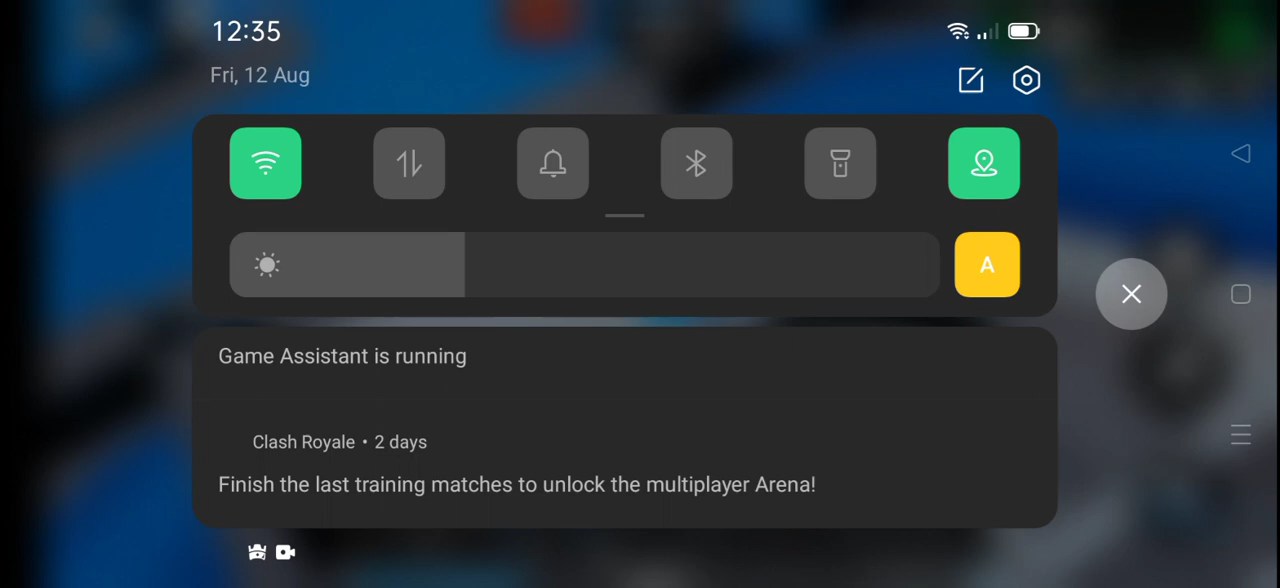 12:35
Fri, 12 Aug
A
Game Assistant is running
Clash Royale • 2 days
Finish the last training matches to unlock the multiplayer Arena!